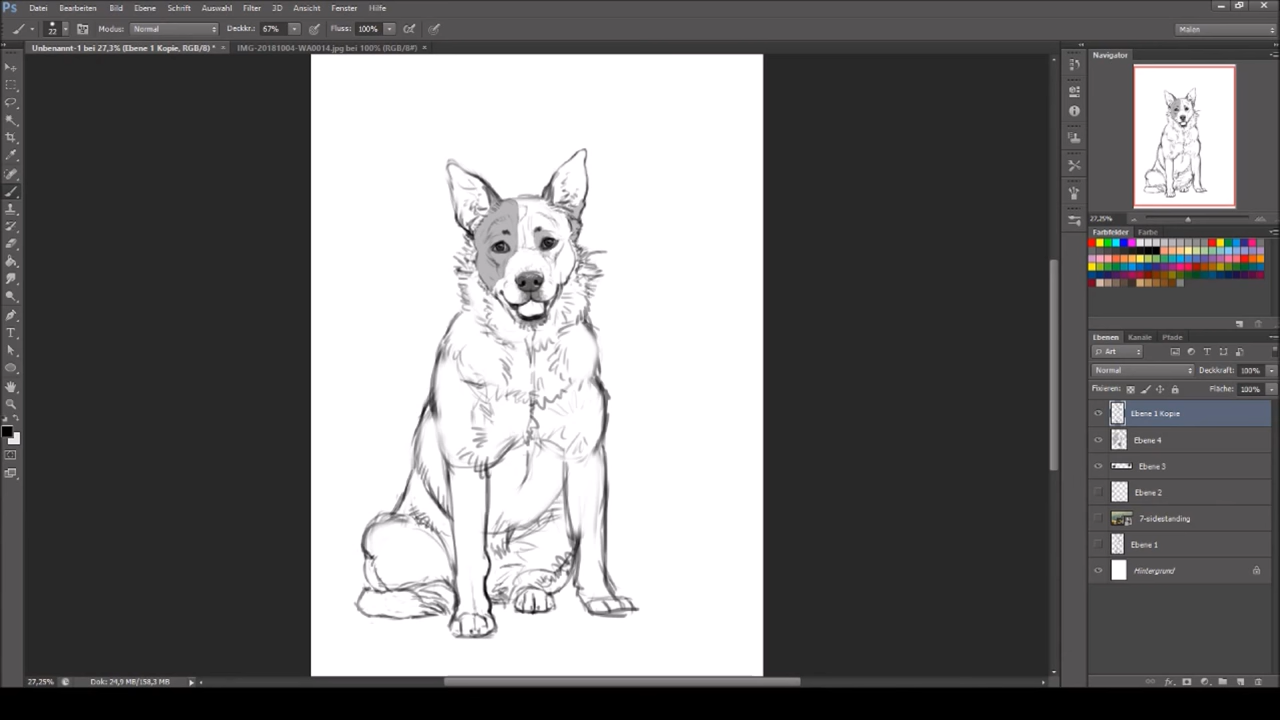 Ps Datei Bearbeiten Bild Ebene Schrift Auswahl Filter 3D Ansicht Fenster Hilfe
22 Modus: Normal Deckkr.: 67% Fluss: 100% Malen
Unbenannt-1 bei 27,3% (Ebene 1 Kopie, RGB/8) * × IMG-20181004-WA0014.jpg bei 100% (RGB/8#) ×
Navigator
27,25%
Farbfelder Farbe
Ebenen Kanäle Pfade
Art
Normal Deckkraft: 100%
Fixieren: Fläche: 100%
Ebene 1 Kopie
Ebene 4
Ebene 3
Ebene 2
7-sidestanding
Ebene 1
Hintergrund
27,25% Dok: 24,9 MB/158,3 MB
fx